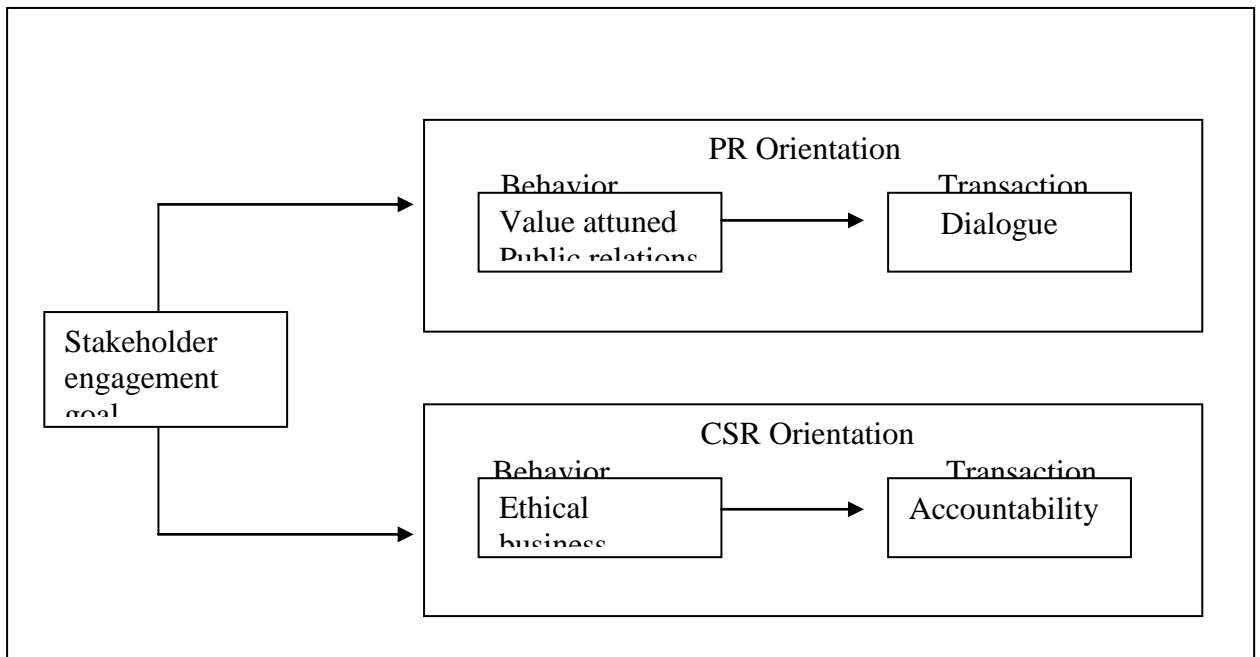 PR Orientation
Behavior
Transaction
Value attuned
Public relations
Dialogue
Stakeholder
engagement
goal
CSR Orientation
Behavior
Transaction
Ethical
business
Accountability